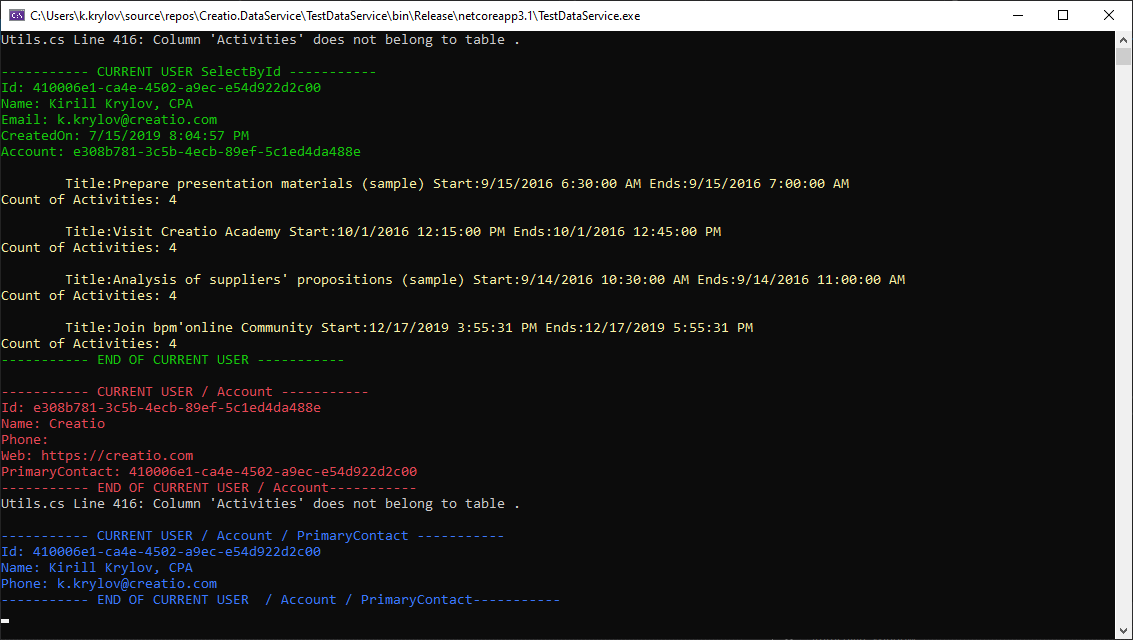 C:\Users\k.krylov\source\repos\Creatio.DataService\TestDataService\bin\Release\netcoreapp3.1\TestDataService.exe
Utils.cs Line 416: Column 'Activities' does not belong to table .
----------- CURRENT USER SelectById -----------
Id: 410006e1-ca4e-4502-a9ec-e54d922d2c00
Name: Kirill Krylov, CPA
Email: k.krylov@creatio.com
CreatedOn: 7/15/2019 8:04:57 PM
Account: e308b781-3c5b-4ecb-89ef-5c1ed4da488e
Title:Prepare presentation materials (sample) Start:9/15/2016 6:30:00 AM Ends:9/15/2016 7:00:00 AM
Count of Activities: 4
Title:Visit Creatio Academy Start:10/1/2016 12:15:00 PM Ends:10/1/2016 12:45:00 PM
Count of Activities: 4
Title:Analysis of suppliers' propositions (sample) Start:9/14/2016 10:30:00 AM Ends:9/14/2016 11:00:00 AM
Count of Activities: 4
Title:Join bpm'online Community Start:12/17/2019 3:55:31 PM Ends:12/17/2019 5:55:31 PM
Count of Activities: 4
----------- END OF CURRENT USER -----------
----------- CURRENT USER / Account -----------
Id: e308b781-3c5b-4ecb-89ef-5c1ed4da488e
Name: Creatio
Phone:
Web: https://creatio.com
PrimaryContact: 410006e1-ca4e-4502-a9ec-e54d922d2c00
----------- END OF CURRENT USER / Account-----------
Utils.cs Line 416: Column 'Activities' does not belong to table .
----------- CURRENT USER / Account / PrimaryContact -----------
Id: 410006e1-ca4e-4502-a9ec-e54d922d2c00
Name: Kirill Krylov, CPA
Phone: k.krylov@creatio.com
----------- END OF CURRENT USER  / Account / PrimaryContact-----------